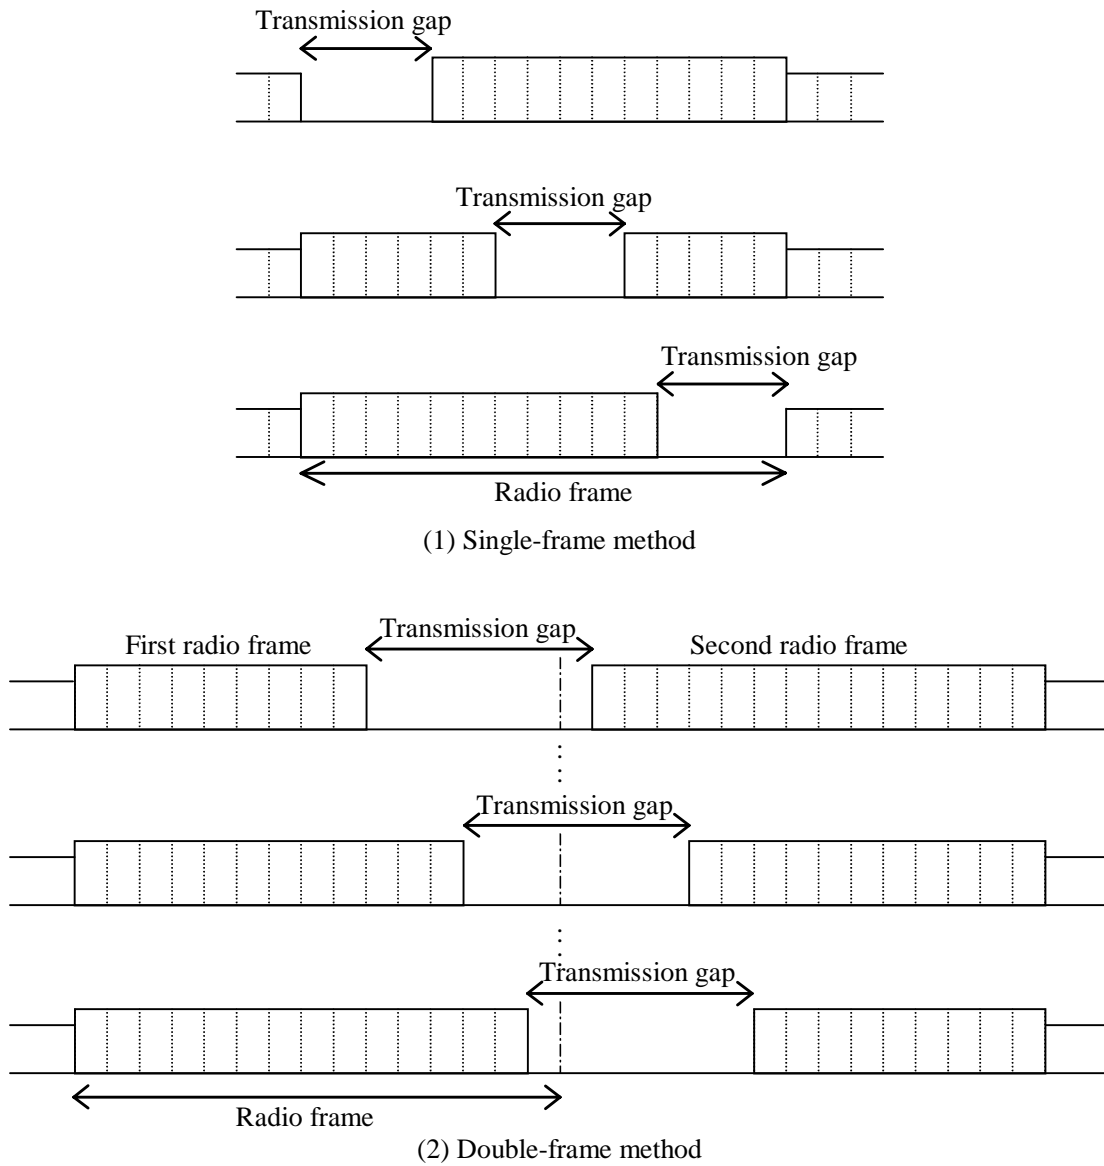 Transmission gap
Transmission gap
Transmission gap
Radio frame
(1) Single-frame method
Transmission gap
First radio frame
Second radio frame
Transmission gap
Transmission gap
Radio frame
(2) Double-frame method